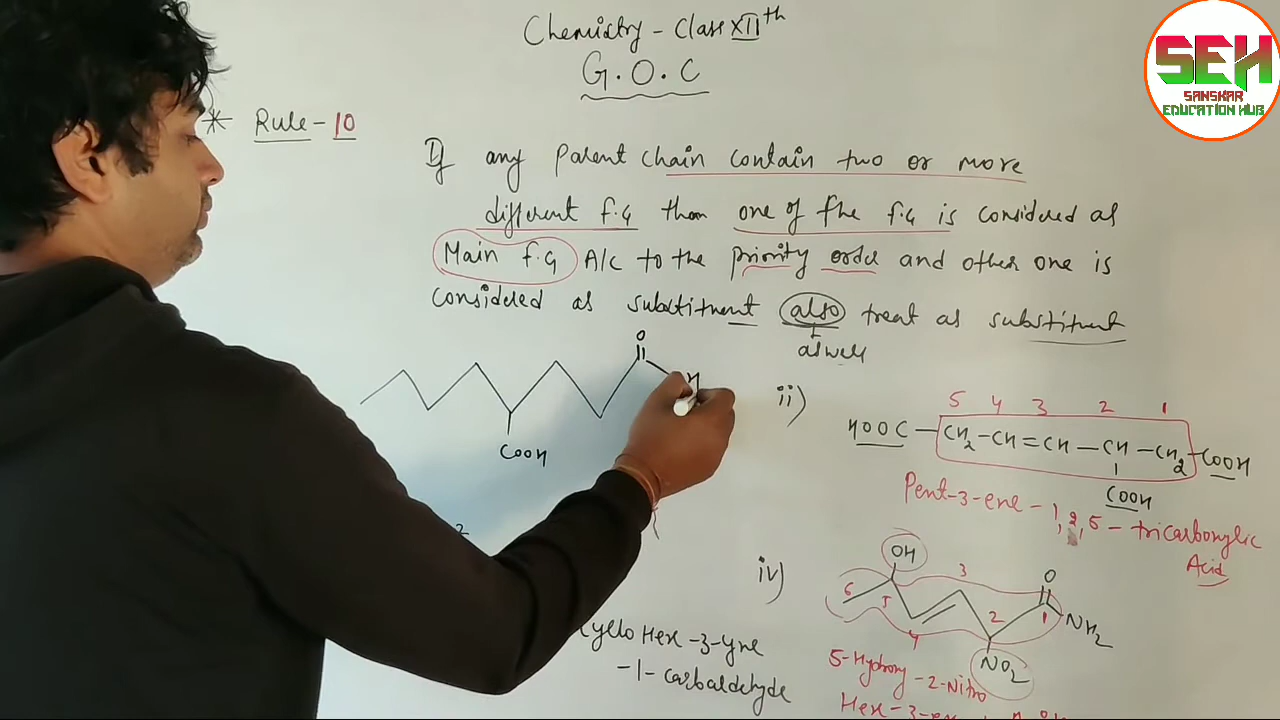 Chemistry - Class XIIth
G.O.C
SEH
SANSKAR
EDUCATION HUB
* Rule - 10
If any parent chain contain two or more
different f.G than one of the f.G is considered as
Main f.G A/C to the priority order and other one is
considered as substituent also treat as substituent
as well
O
COOH
ii)
5 4 3 2 1
HOOC - CH2 - CH = CH - CH - CH2 - COOH
COOH
Pent-3-ene-1,2,5-tricarboxylic
Acid
2
iv)
OH
O
6 5 4 3 2 1
NH2
NO2
Hex-3-yne
-1-carbaldehyde
5-Hydroxy-2-Nitro
Hex-3-en